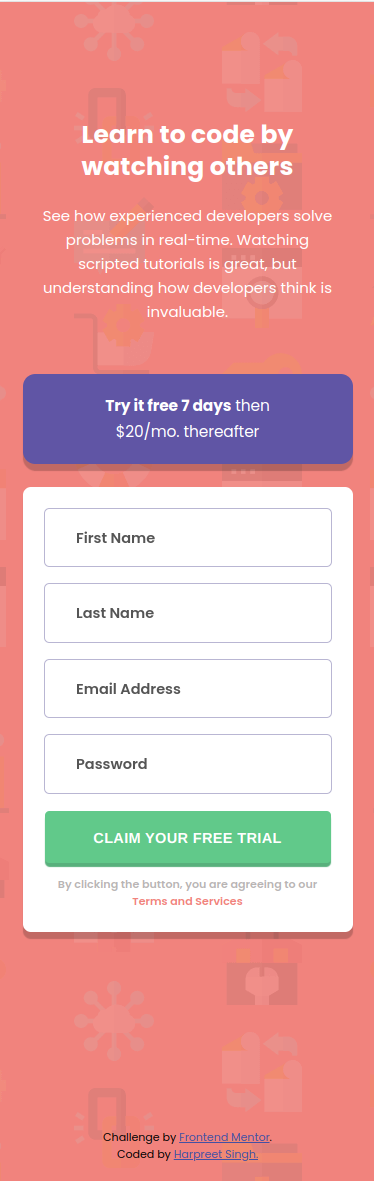 Learn to code by
watching others
See how experienced developers solve
problems in real-time. Watching
scripted tutorials is great, but
understanding how developers think is
invaluable.
Try it free 7 days then
$20/mo. thereafter
First Name
Last Name
Email Address
Password
CLAIM YOUR FREE TRIAL
By clicking the button, you are agreeing to our
Terms and Services
Challenge by Frontend Mentor.
Coded by Harpreet Singh.